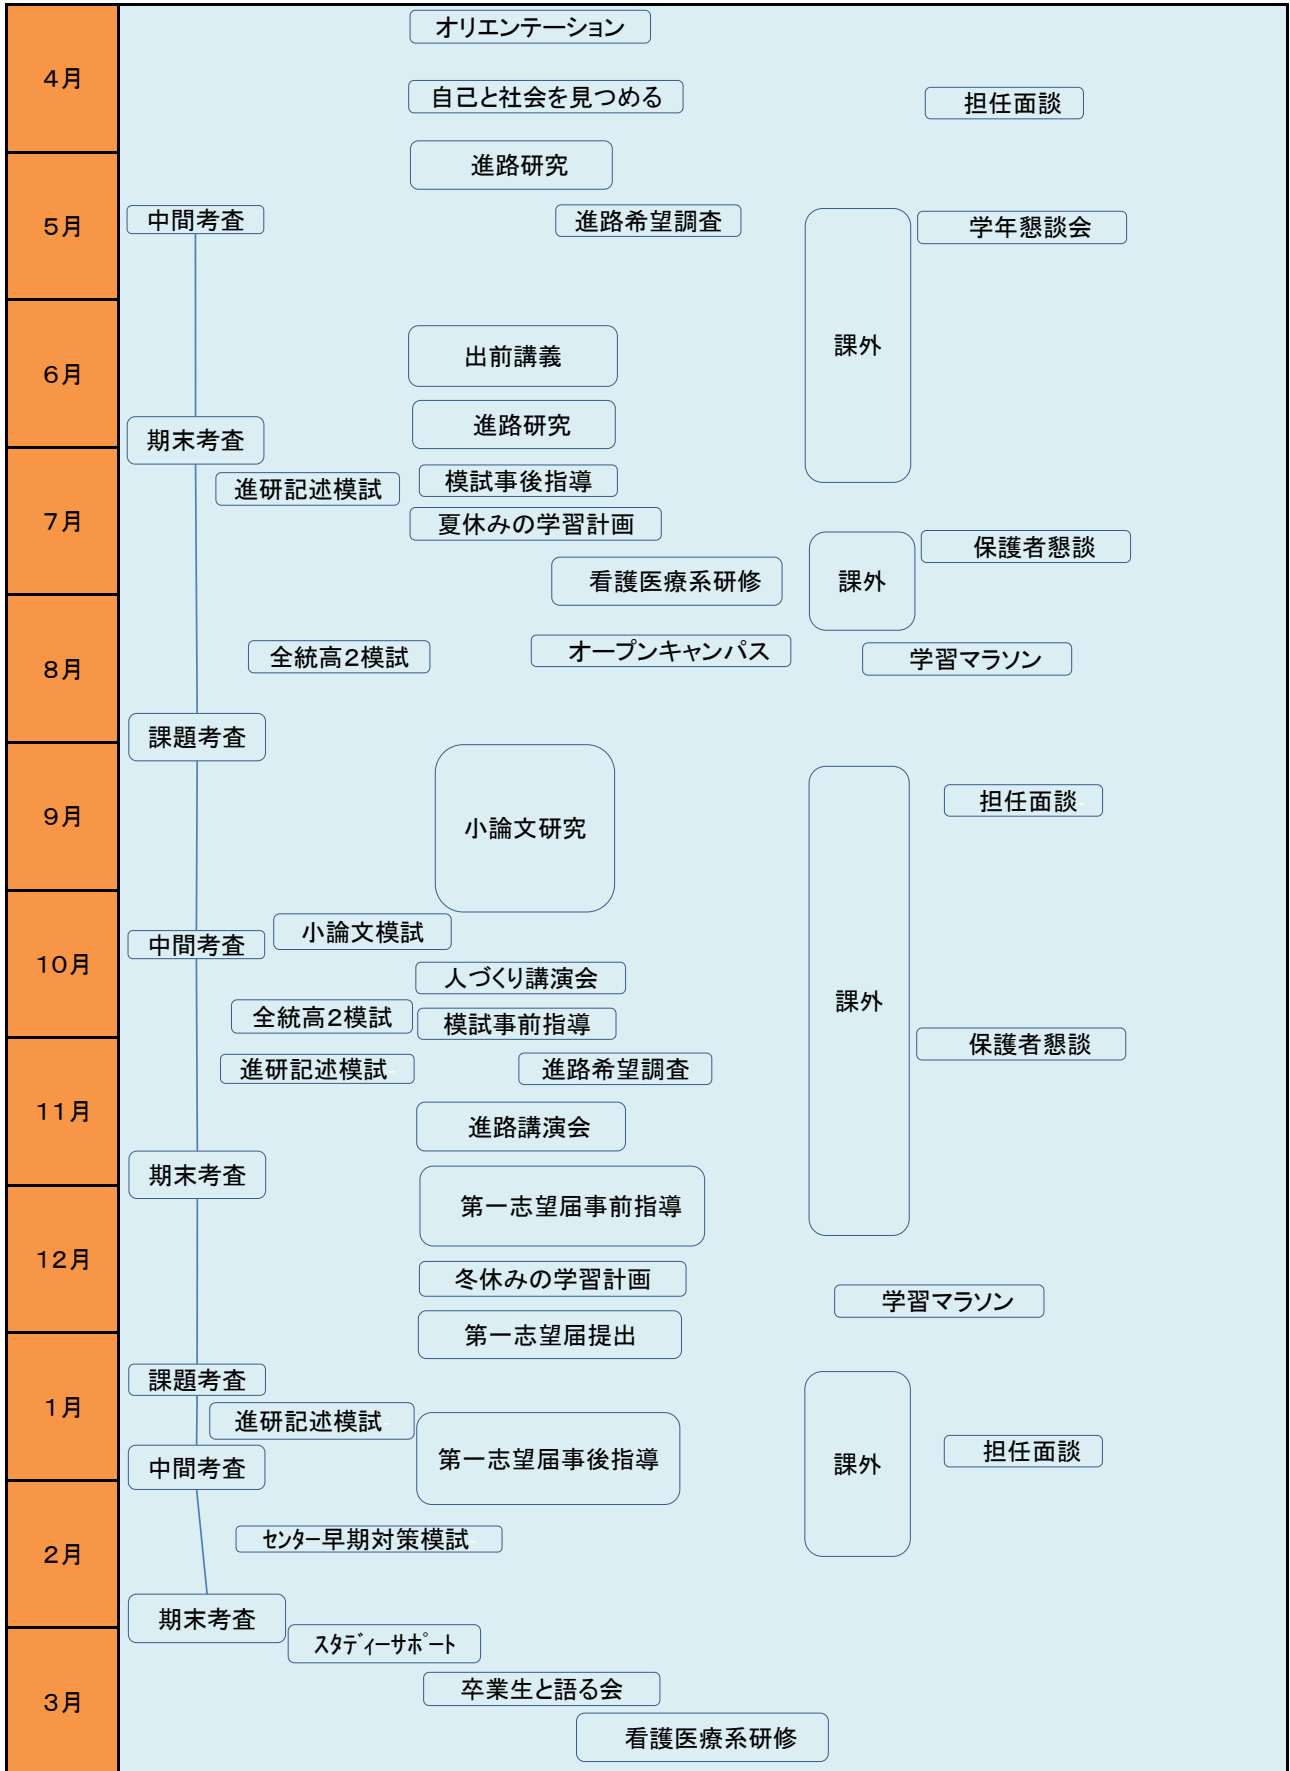 4月
オリエンテーション
自己と社会を見つめる
担任面談
進路研究
5月
中間考査
進路希望調査
学年懇談会
課外
6月
出前講義
進路研究
期末考査
7月
進研記述模試
模試事後指導
夏休みの学習計画
保護者懇談
看護医療系研修
課外
8月
全統高2模試
オープンキャンパス
学習マラソン
課題考査
9月
小論文研究
担任面談
10月
中間考査
小論文模試
人づくり講演会
課外
全統高2模試
模試事前指導
保護者懇談
11月
進研記述模試
進路希望調査
進路講演会
期末考査
第一志望届事前指導
12月
冬休みの学習計画
学習マラソン
第一志望届提出
1月
課題考査
進研記述模試
第一志望届事後指導
課外
担任面談
中間考査
2月
ｾﾝﾀｰ早期対策模試
期末考査
ｽﾀﾃﾞｨｰｻﾎﾟｰﾄ
3月
卒業生と語る会
看護医療系研修